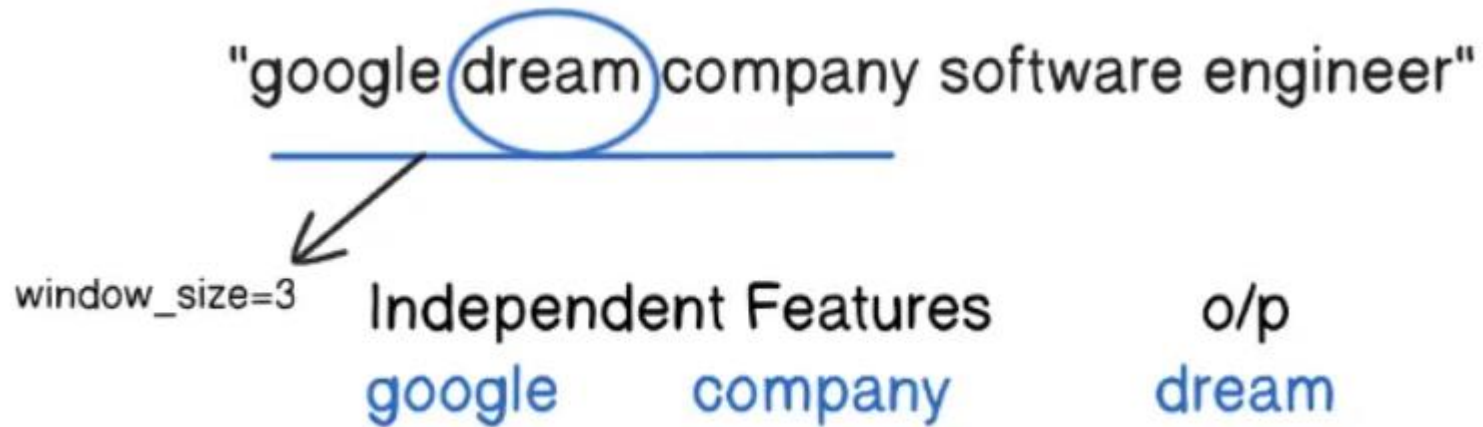 "google dream company software engineer"
window_size=3
Independent Features o/p
google company dream